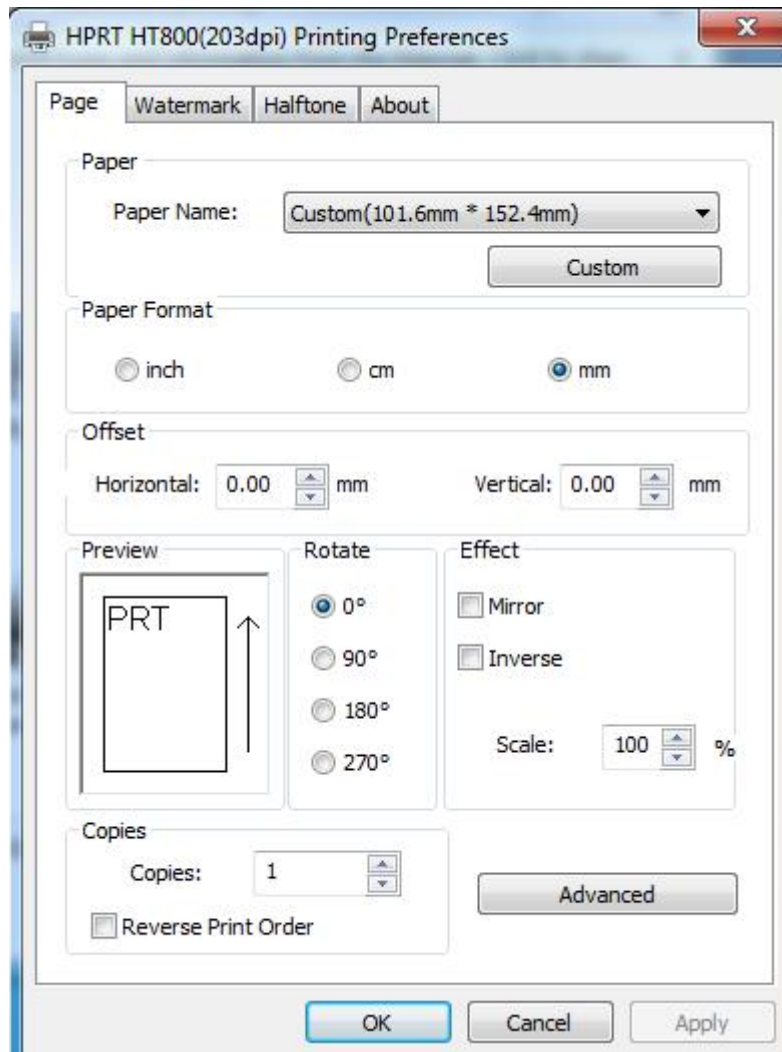 HPRT HT800(203dpi) Printing Preferences
Page Watermark Halftone About
Paper
Paper Name: Custom(101.6mm * 152.4mm)
Custom
Paper Format
inch cm mm
Offset
Horizontal: 0.00 mm Vertical: 0.00 mm
Preview Rotate Effect
PRT 0° Mirror
90° Inverse
180°
Scale: 100 %
270°
Copies
Copies: 1
Advanced
Reverse Print Order
OK Cancel Apply